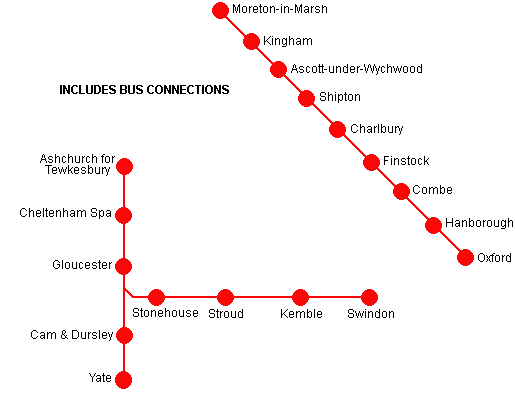 Moreton-in-Marsh
Kingham
Ascott-under-Wychwood
INCLUDES BUS CONNECTIONS
Shipton
Charlbury
Finstock
Combe
Hanborough
Oxford
Ashchurch for
Tewkesbury
Cheltenham Spa
Gloucester
Stonehouse
Stroud
Kemble
Swindon
Cam & Dursley
Yate